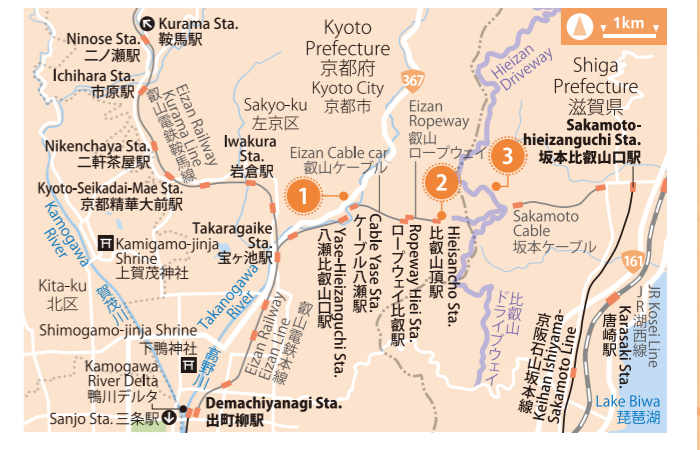 Kurama Sta.
鞍馬駅
Ninose Sta.
二ノ瀬駅
Ichihara Sta.
市原駅
Eizan Railway
Kurama Line
叡山電鉄鞍馬線
Nikenchaya Sta.
二軒茶屋駅
Kyoto-Seikadai-Mae Sta.
京都精華大前駅
Kyoto
Prefecture
京都府
Kyoto City
京都市
Sakyo-ku
左京区
Iwakura
Sta.
岩倉駅
367
Eizan
Ropeway
叡山
ロープウェイ
Eizan Cable car
叡山ケーブル
Hieizan
Driveway
1km
Shiga
Prefecture
滋賀県
Sakamoto-
hieizanguchi Sta.
坂本比叡山口駅
1
2
3
Kamogawa
River
Kamigamo-jinja
Shrine
上賀茂神社
Takaragaike
Sta.
宝ヶ池駅
Yase-Hieizanguchi Sta.
八瀬比叡山口駅
Cable Yase Sta.
ケーブル八瀬駅
Ropeway Hiei Sta.
ロープウェイ比叡駅
Hieisancho Sta.
比叡山頂駅
Sakamoto
Cable
坂本ケーブル
161
Kita-ku
北区
賀茂川
Takanogawa
River
高野川
Shimogamo-jinja Shrine
下鴨神社
Eizan Railway
Eizan Line
叡山電鉄本線
比叡山
ドライブウェイ
Keihan Ishiyama-
Sakamoto Line
京阪石山坂本線
Karasaki Sta.
唐崎駅
JR Kosei Line
JR湖西線
Kamogawa
River Delta
鴨川デルタ
Sanjo Sta. 三条駅
Demachiyanagi Sta.
出町柳駅
Lake Biwa
琵琶湖